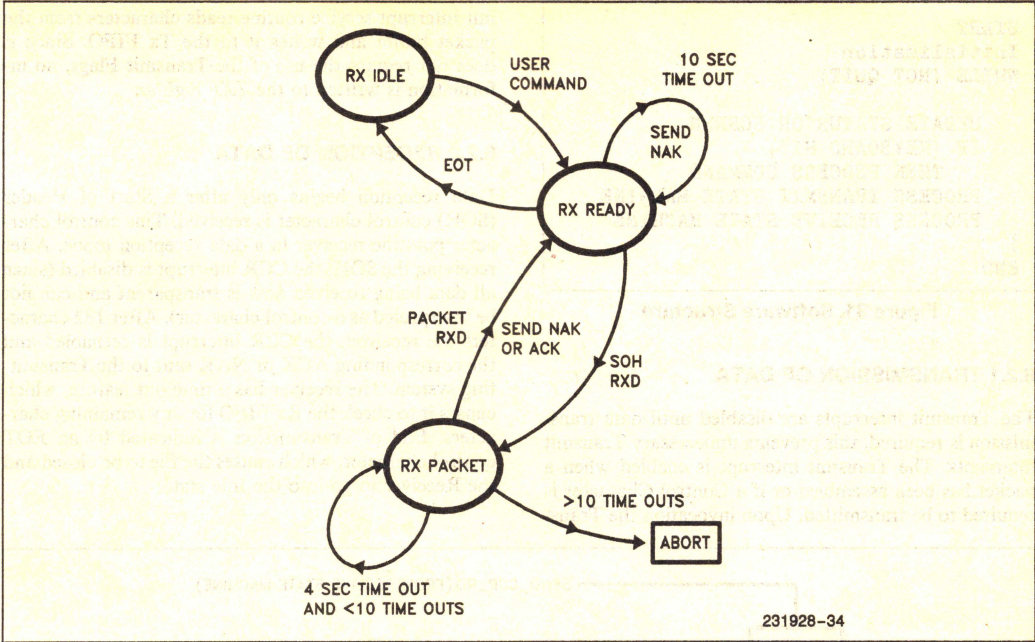 RX IDLE
USER
COMMAND
10 SEC
TIME OUT
SEND
NAK
EOT
RX READY
PACKET
RXD
SEND NAK
OR ACK
SOH
RXD
RX PACKET
>10 TIME OUTS
ABORT
4 SEC TIME OUT
AND <10 TIME OUTS
231928-34